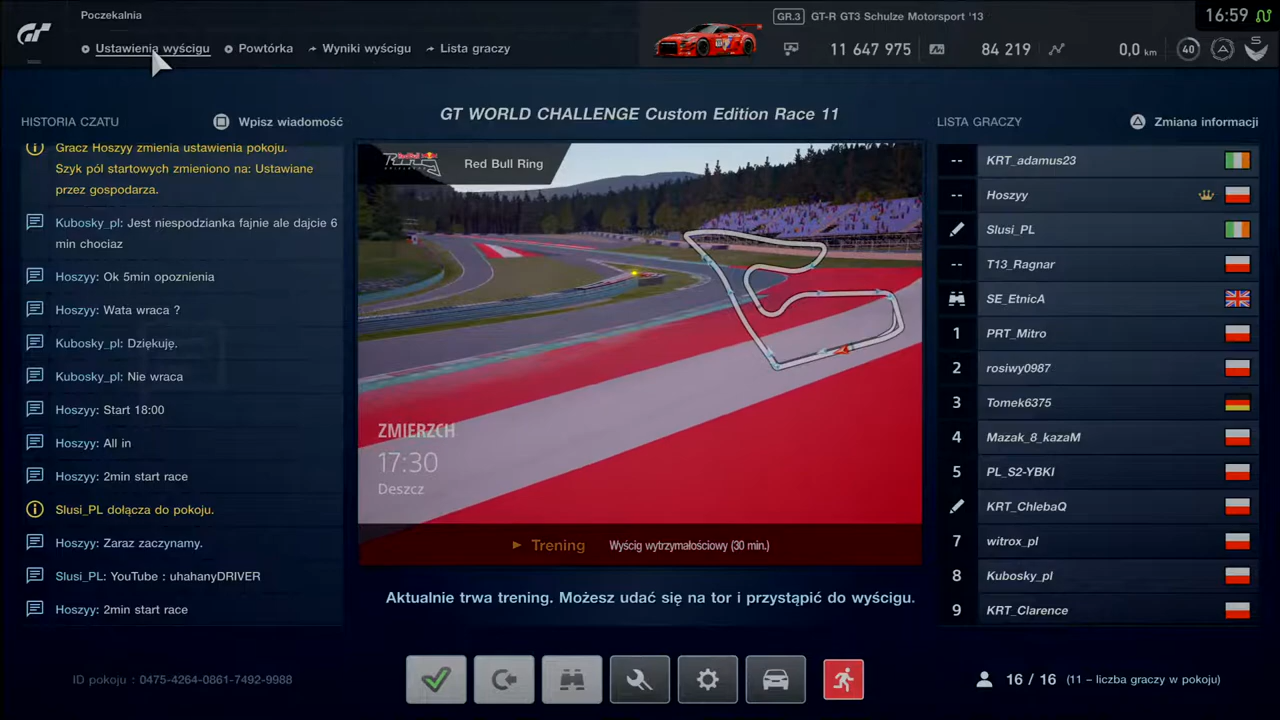 Poczekalnia
Ustawienia wyścigu
Powtórka
Wyniki wyścigu
Lista graczy
GR.3 GT-R GT3 Schulze Motorsport '13
11 647 975
84 219
0,0 km
40
A
S
16:59
HISTORIA CZATU
Wpisz wiadomość
Gracz Hoszyy zmienia ustawienia pokoju.
Szyk pól startowych zmieniono na: Ustawiane
przez gospodarza.
Kubosky_pl: Jest niespodzianka fajnie ale dajcie 6
min chociaz
Hoszyy: Ok 5min opoznienia
Hoszyy: Wata wraca ?
Kubosky_pl: Dziękuję.
Kubosky_pl: Nie wraca
Hoszyy: Start 18:00
Hoszyy: All in
Hoszyy: 2min start race
Slusi_PL dołącza do pokoju.
Hoszyy: Zaraz zaczynamy.
Slusi_PL: YouTube : uhahanyDRIVER
Hoszyy: 2min start race
ID pokoju : 0475-4264-0861-7492-9988
GT WORLD CHALLENGE Custom Edition Race 11
Red Bull Ring
ZMIERZCH
17:30
Deszcz
Trening Wyścig wytrzymałościowy (30 min.)
Aktualnie trwa trening. Możesz udać się na tor i przystąpić do wyścigu.
LISTA GRACZY
Zmiana informacji
-- KRT_adamus23
-- Hoszyy
Slusi_PL
-- T13_Ragnar
SE_EtnicA
1 PRT_Mitro
2 rosiwy0987
3 Tomek6375
4 Mazak_8_kazaM
5 PL_S2-YBKI
KRT_ChlebaQ
7 witrox_pl
8 Kubosky_pl
9 KRT_Clarence
16 / 16 (11 – liczba graczy w pokoju)